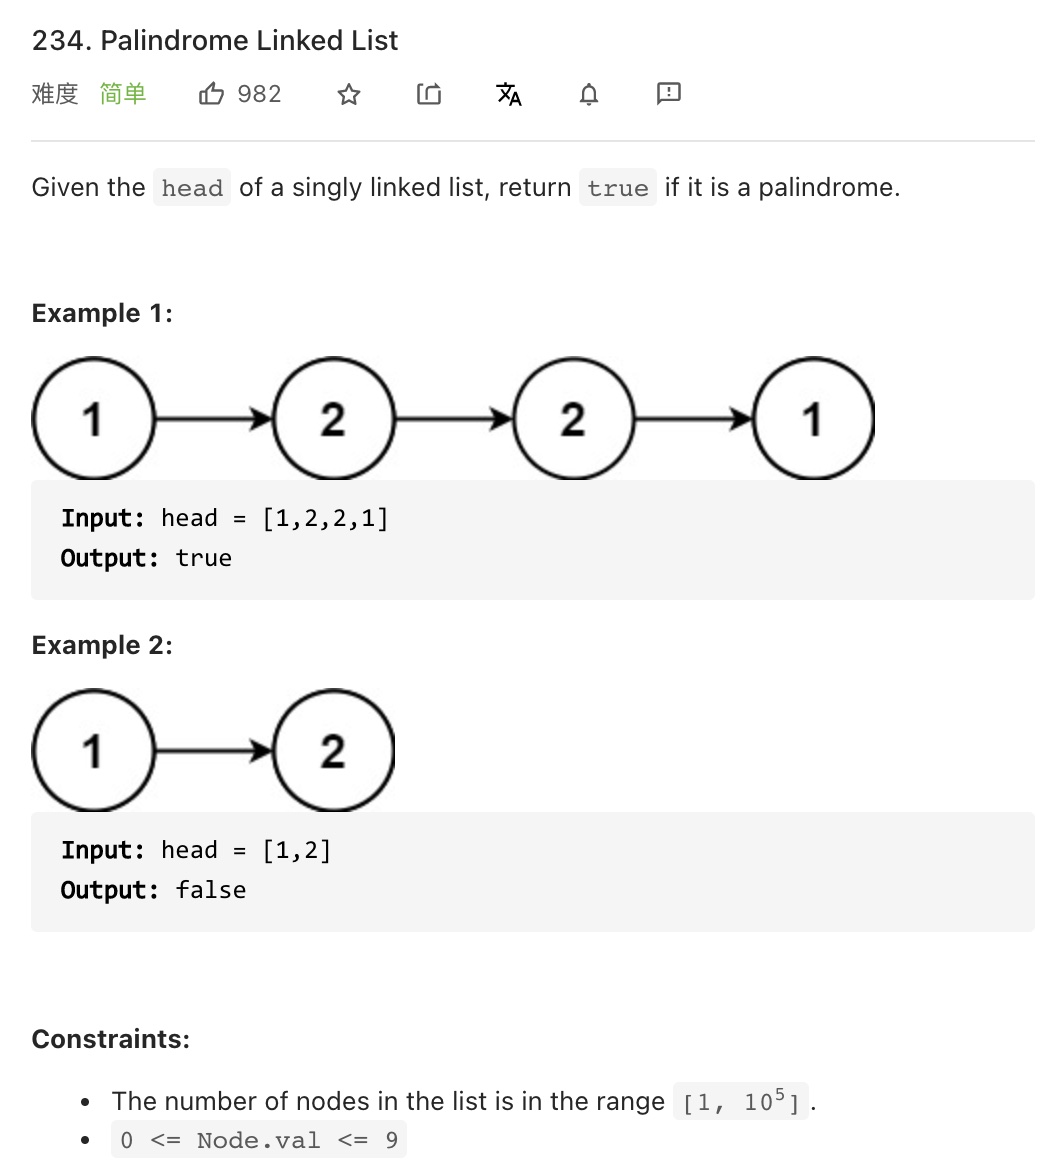 234. Palindrome Linked List
难度 简单 982
Given the head of a singly linked list, return true if it is a palindrome.
Example 1:
1 2 2 1
Input: head = [1,2,2,1]
Output: true
Example 2:
1 2
Input: head = [1,2]
Output: false
Constraints:
• The number of nodes in the list is in the range [1, 10⁵].
• 0 <= Node.val <= 9